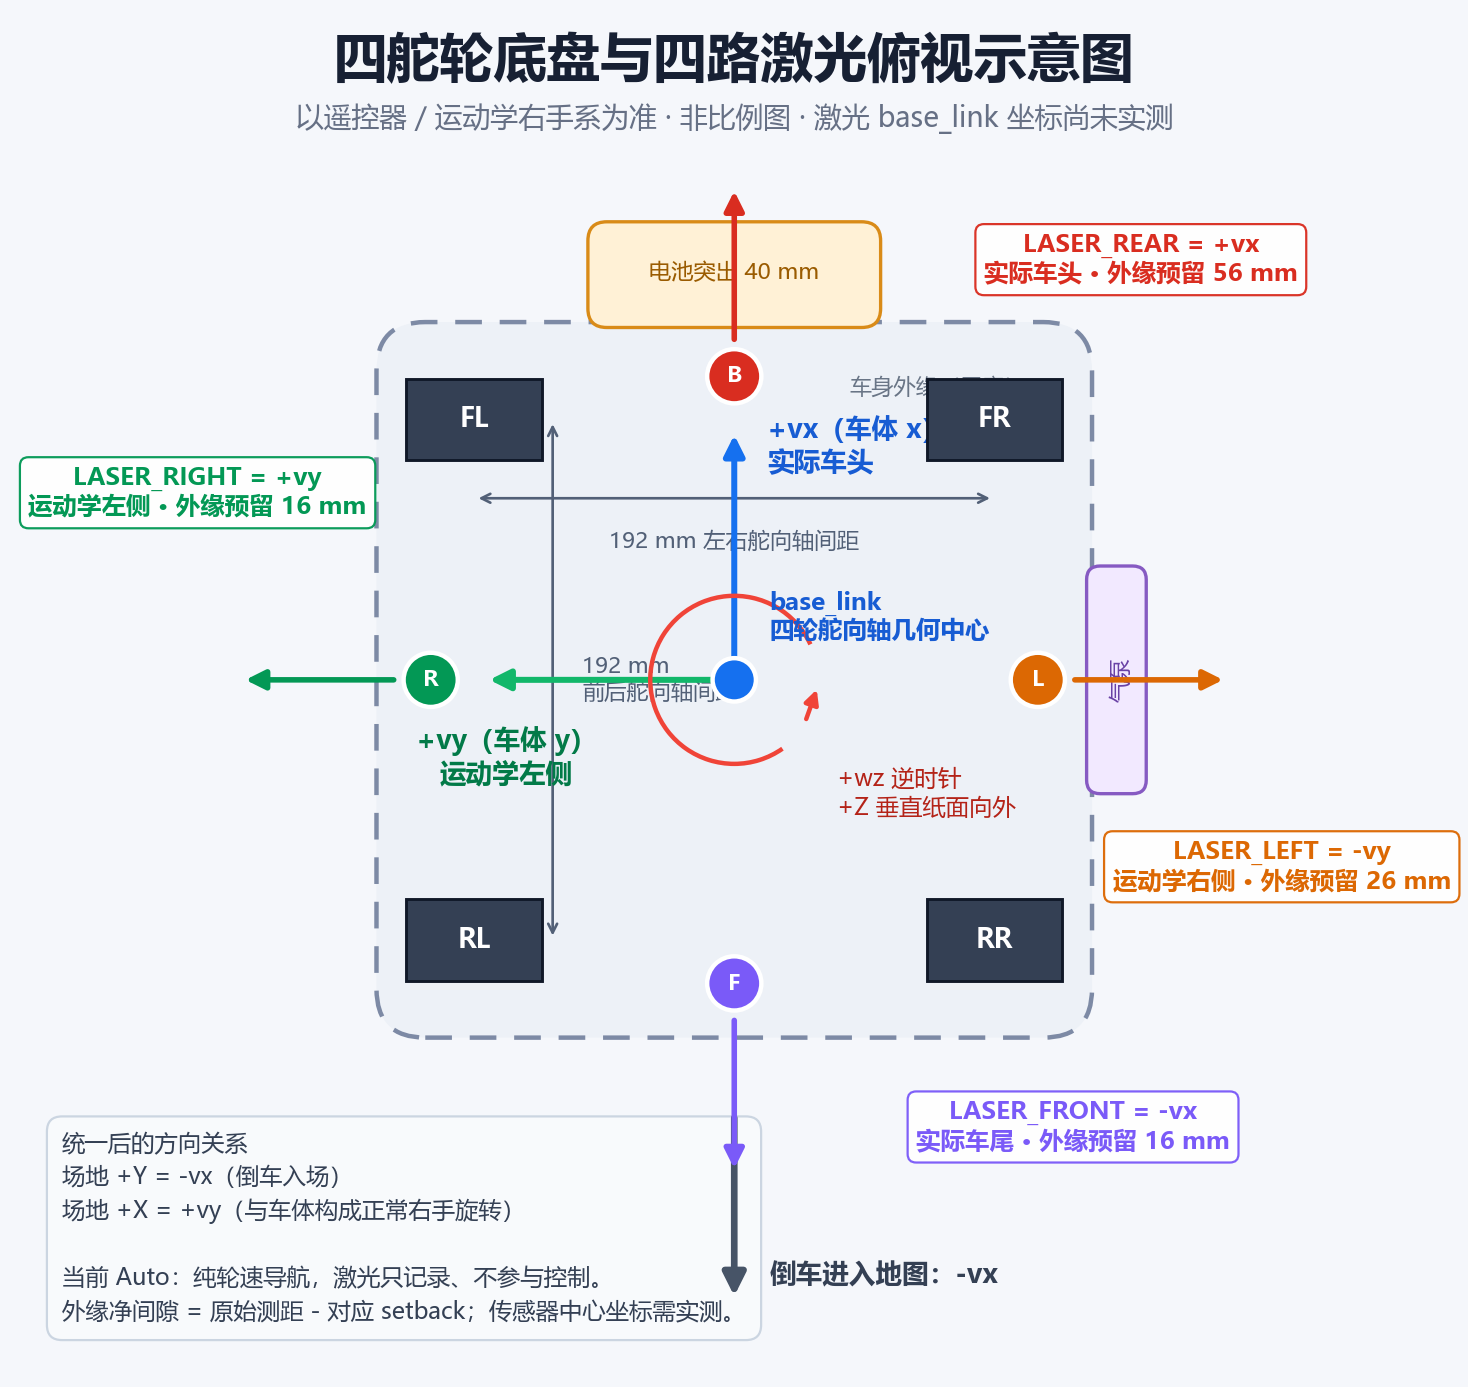 四舵轮底盘与四路激光俯视示意图
以遥控器 / 运动学右手系为准 · 非比例图 · 激光 base_link 坐标尚未实测
电池突出 40 mm
LASER_REAR = +vx
实际车头 · 外缘预留 56 mm
B
车身外缘
FL
FR
+vx（车体 x）
实际车头
LASER_RIGHT = +vy
运动学左侧 · 外缘预留 16 mm
192 mm 左右舵向轴间距
base_link
四轮舵向轴几何中心
192 mm
前后舵向轴间距
R
L
气泵
+vy（车体 y）
运动学左侧
+wz 逆时针
+Z 垂直纸面向外
LASER_LEFT = -vy
运动学右侧 · 外缘预留 26 mm
RL
RR
F
LASER_FRONT = -vx
实际车尾 · 外缘预留 16 mm
统一后的方向关系
场地 +Y = -vx（倒车入场）
场地 +X = +vy（与车体构成正常右手旋转）
当前 Auto：纯轮速导航，激光只记录、不参与控制。
外缘净间隙 = 原始测距 - 对应 setback；传感器中心坐标需实测。
倒车进入地图：-vx